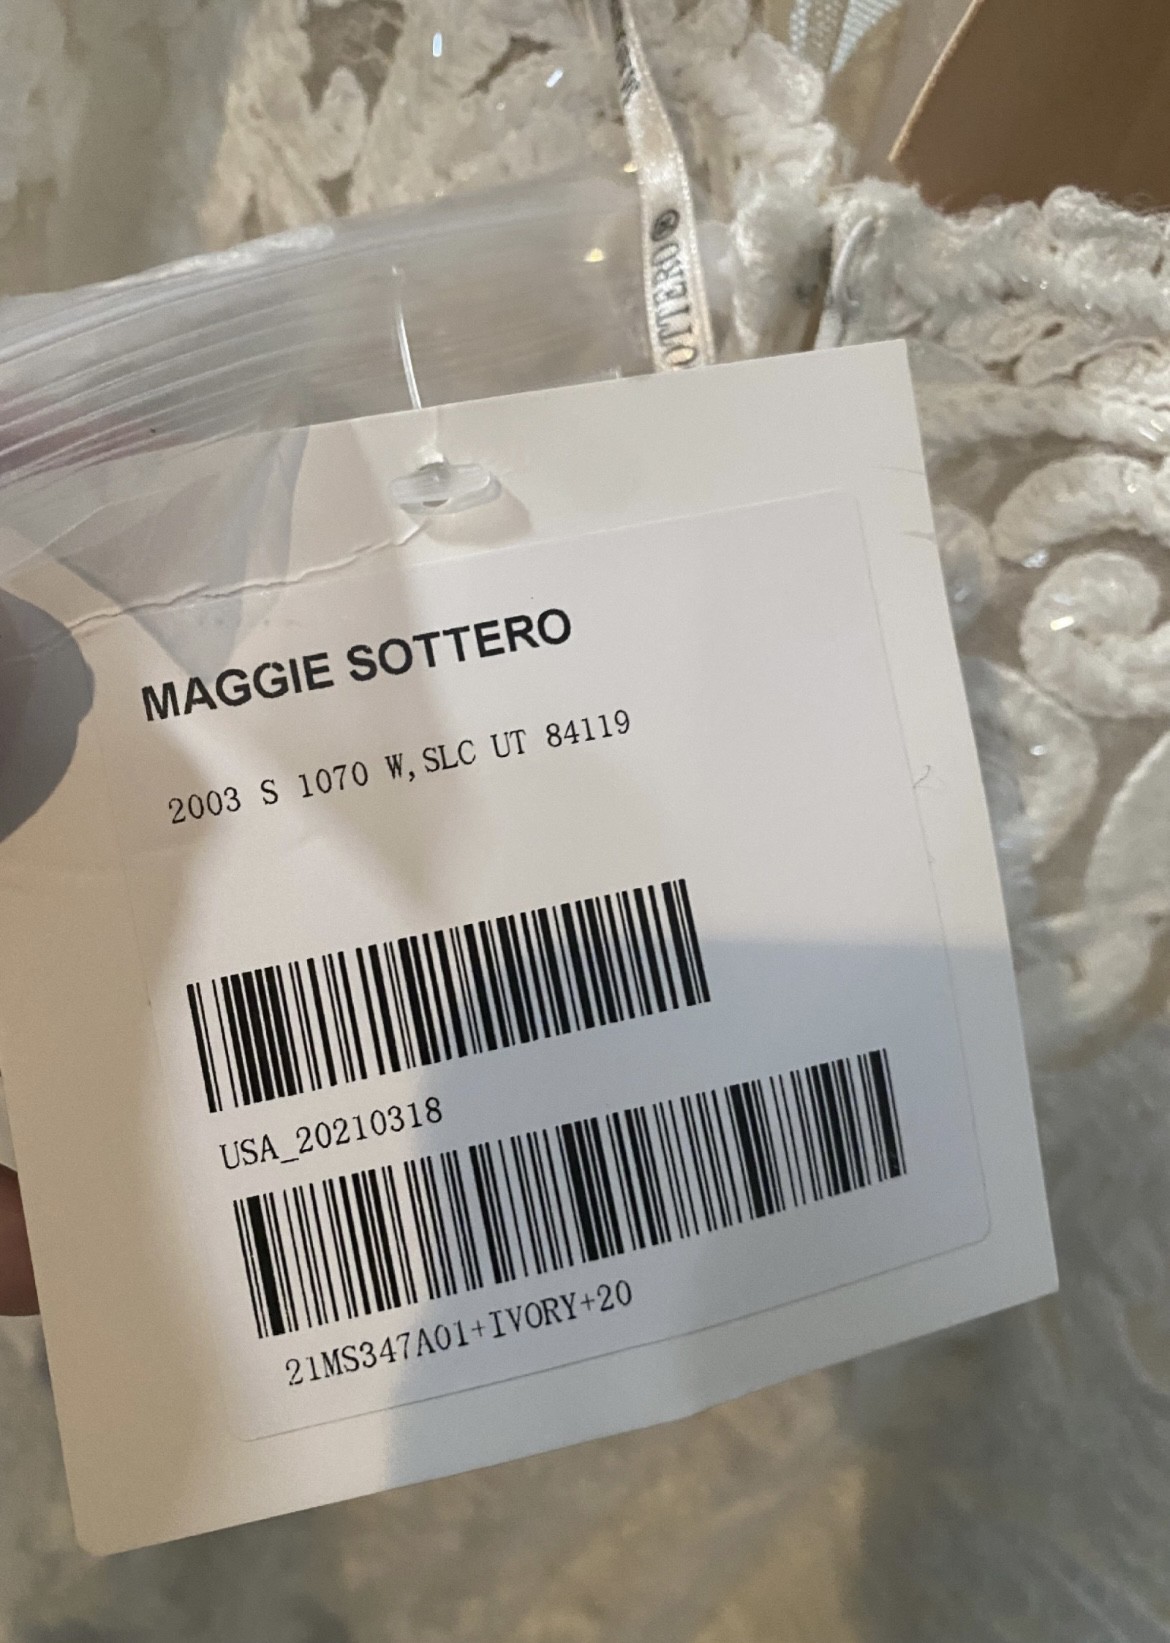 OTTERO®
MAGGIE SOTTERO
2003 S 1070 W, SLC UT 84119
USA_20210318
21MS347A01+IVORY+20